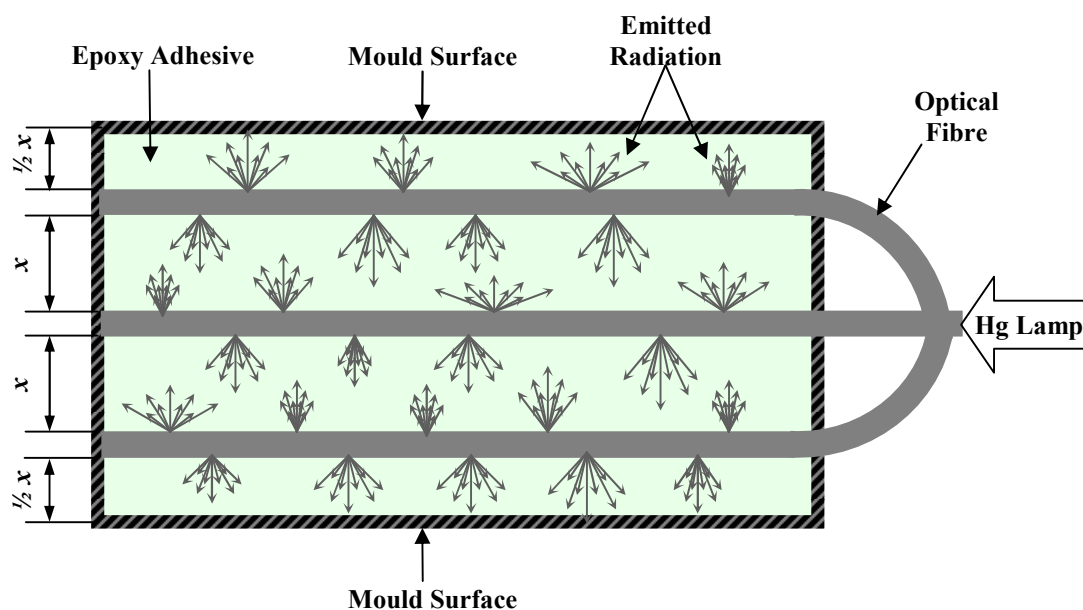 Epoxy Adhesive
Mould Surface
Emitted
Radiation
Optical
Fibre
½ x
x
x
½ x
Hg Lamp
Mould Surface